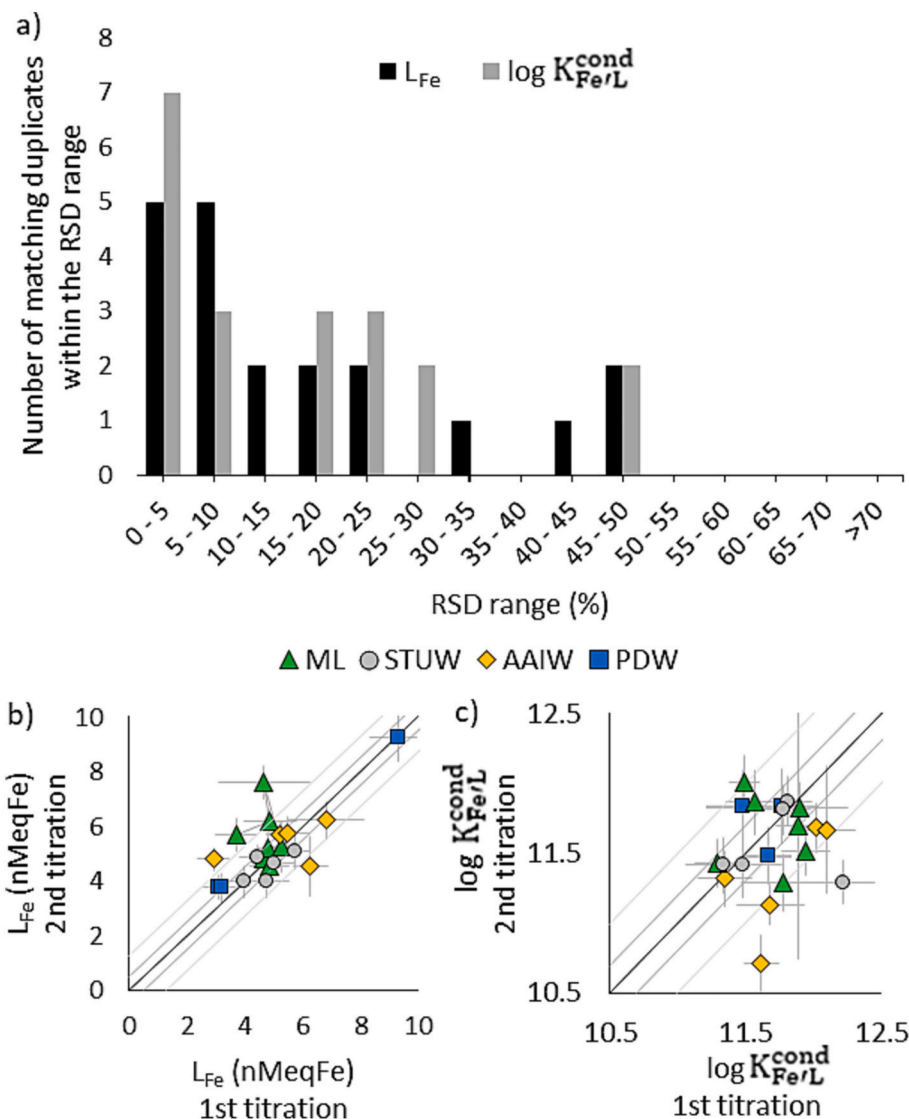 a)
8
7
6
5
4
3
2
1
0
Number of matching duplicates
within the RSD range
L_Fe
log K^cond_Fe'L
0 - 5
5 - 10
10 - 15
15 - 20
20 - 25
25 - 30
30 - 35
35 - 40
40 - 45
45 - 50
50 - 55
55 - 60
60 - 65
65 - 70
>70
RSD range (%)
ML STUW AAIW PDW
b)
10
8
6
4
2
0
L_Fe (nMeqFe)
2nd titration
0 2 4 6 8 10
L_Fe (nMeqFe)
1st titration
c)
12.5
11.5
10.5
log K^cond_Fe'L
2nd titration
10.5 11.5 12.5
log K^cond_Fe'L
1st titration